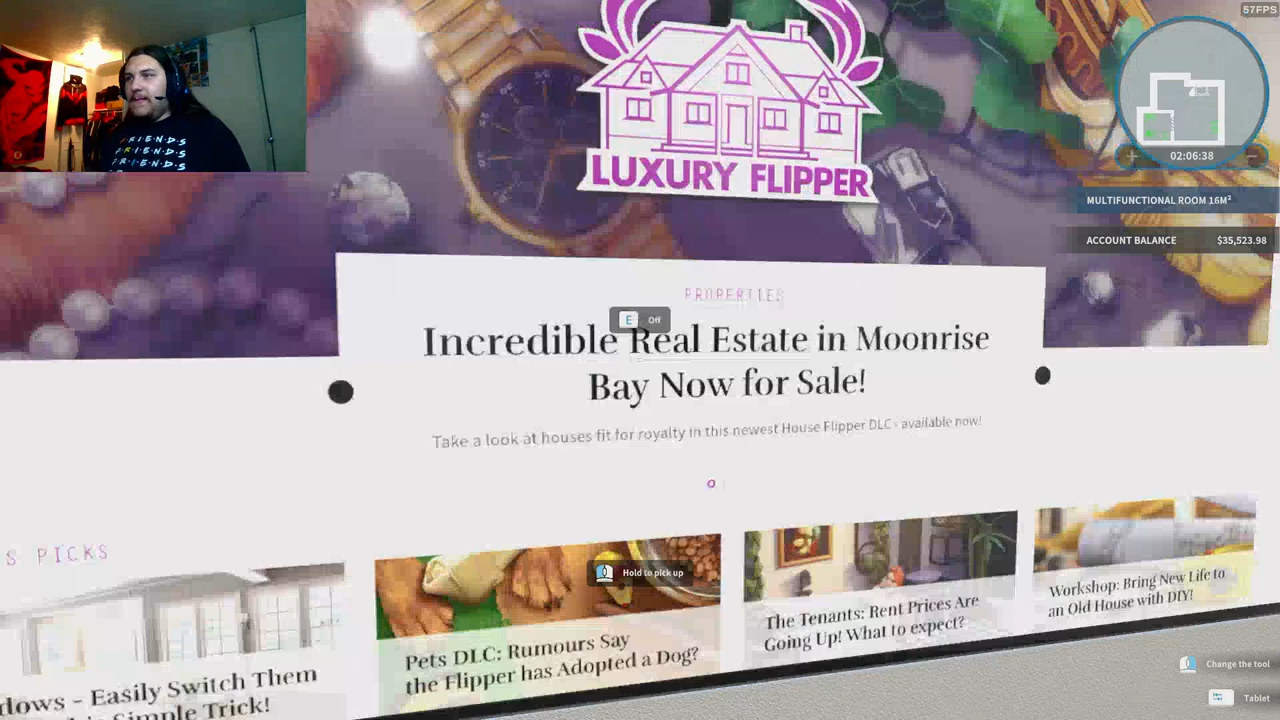 57FPS
F·R·I·E·N·D·S
F·R·I·E·N·D·S
F·R·I·E·N·D·S
LUXURY FLIPPER
02:06:38
MULTIFUNCTIONAL ROOM 16M²
ACCOUNT BALANCE $35,523.98
PROPERTIES
E Off
Incredible Real Estate in Moonrise
Bay Now for Sale!
Take a look at houses fit for royalty in this newest House Flipper DLC - available now!
S PICKS
Hold to pick up
dows - Easily Switch Them
Simple Trick!
Pets DLC: Rumours Say
the Flipper has Adopted a Dog?
The Tenants: Rent Prices Are
Going Up! What to expect?
Workshop: Bring New Life to
an Old House with DIY!
Change the tool
Tablet